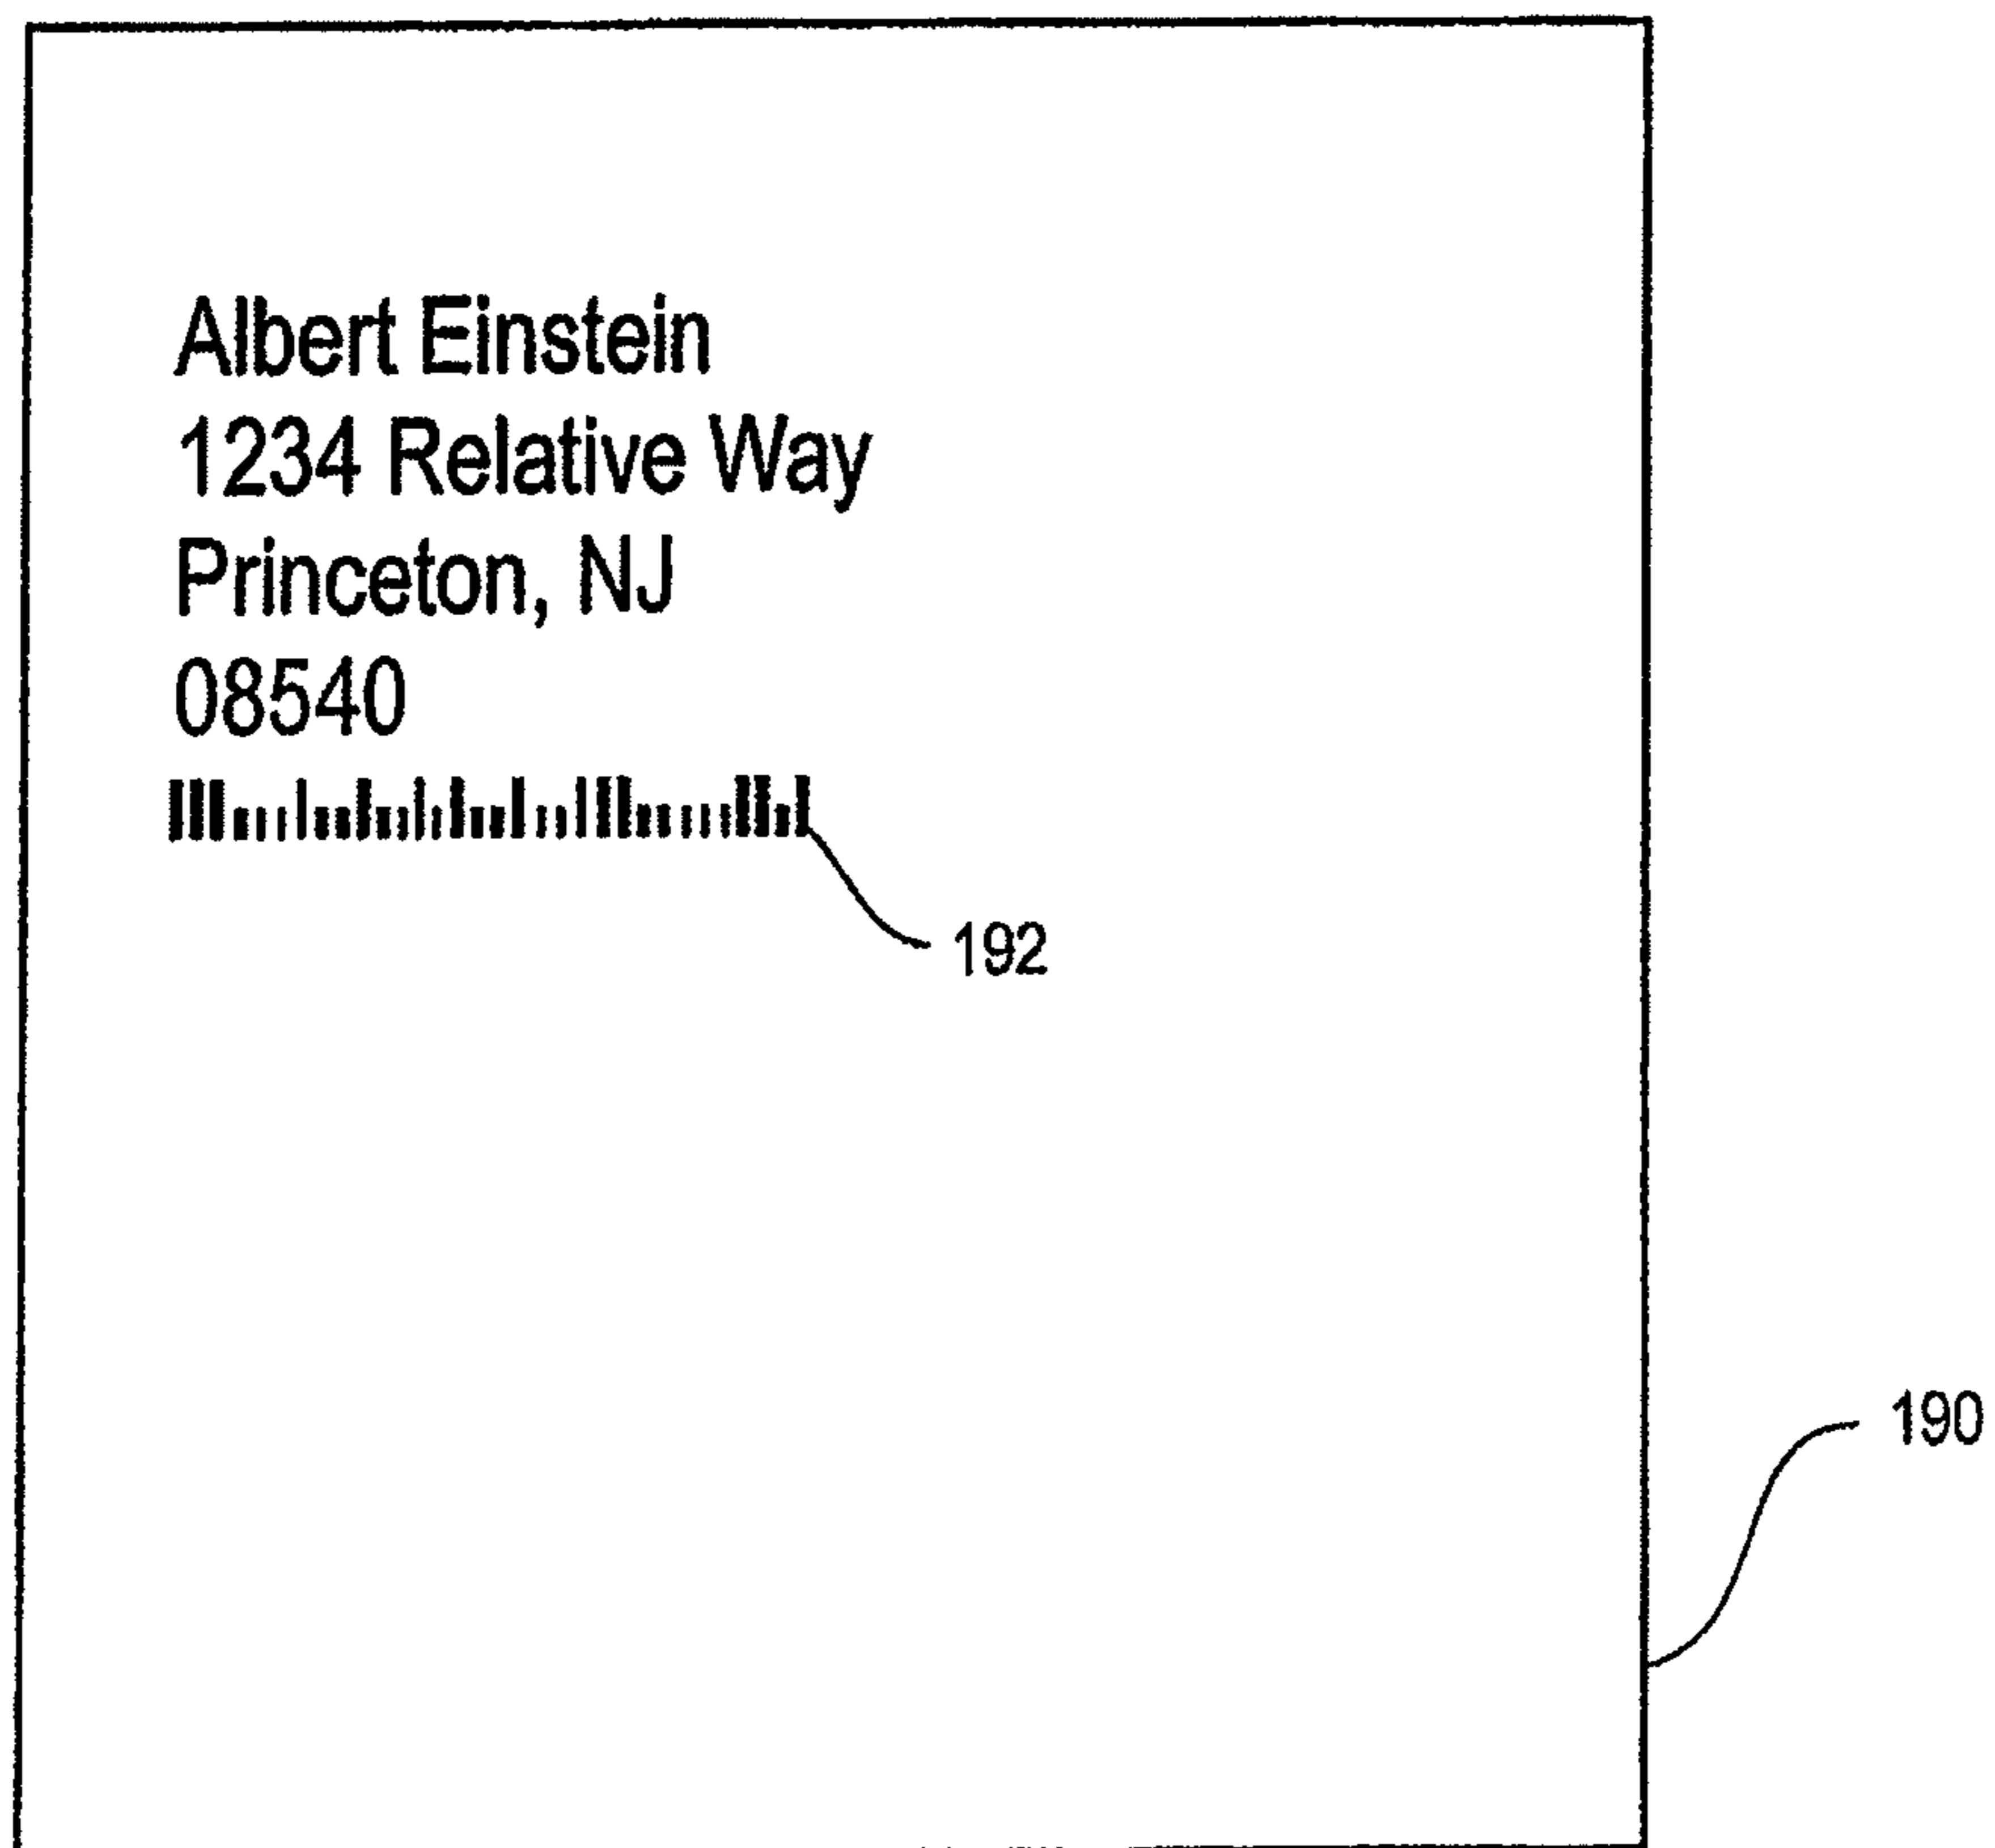 Albert Einstein
1234 Relative Way
Princeton, NJ
08540
192
190